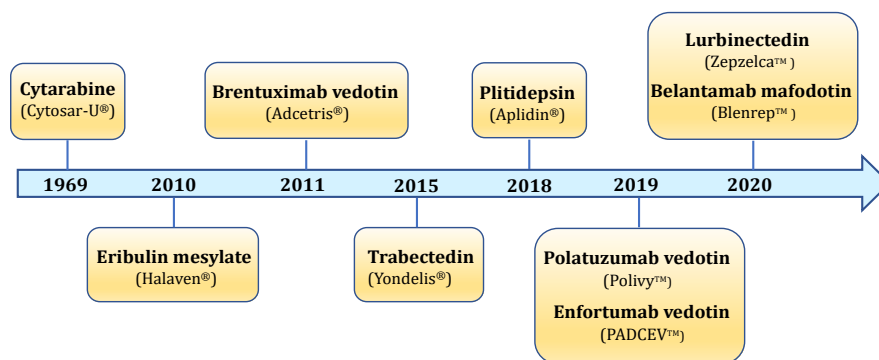 Lurbinectedin
(Zepzelca™ )
Belantamab mafodotin
(Blenrep™ )
Cytarabine
(Cytosar-U®)
Brentuximab vedotin
(Adcetris®)
Plitidepsin
(Aplidin®)
1969 2010 2011 2015 2018 2019 2020
Eribulin mesylate
(Halaven®)
Trabectedin
(Yondelis®)
Polatuzumab vedotin
(Polivy™)
Enfortumab vedotin
(PADCEV™)